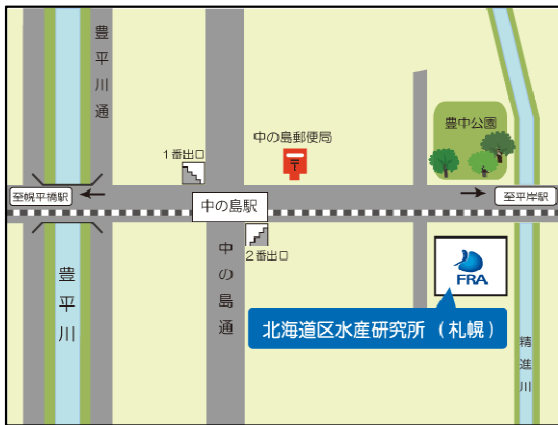 豊平川通
豊中公園
中の島郵便局
1番出口
〒
至幌平橋駅
中の島駅
至平岸駅
2番出口
中の島通
豊平川
FRA
北海道区水産研究所（札幌）
精進川